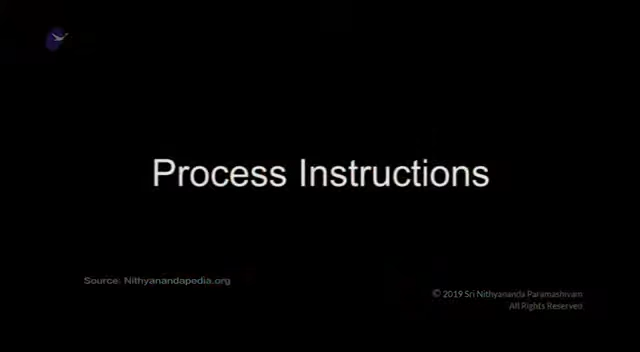 Process Instructions
Source: Nithyanandapedia.org
© 2019 Sri Nithyananda Paramashivam
All Rights Reserved